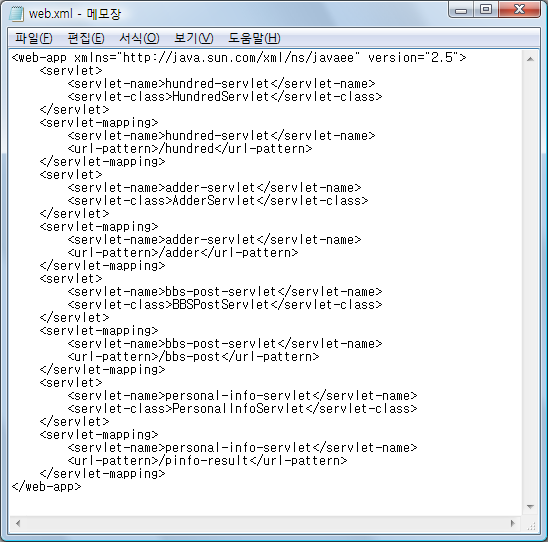 web.xml - 메모장
파일(F) 편집(E) 서식(O) 보기(V) 도움말(H)
<web-app xmlns="http://java.sun.com/xml/ns/javaee" version="2.5">
    <servlet>
        <servlet-name>hundred-servlet</servlet-name>
        <servlet-class>HundredServlet</servlet-class>
    </servlet>
    <servlet-mapping>
        <servlet-name>hundred-servlet</servlet-name>
        <url-pattern>/hundred</url-pattern>
    </servlet-mapping>
    <servlet>
        <servlet-name>adder-servlet</servlet-name>
        <servlet-class>AdderServlet</servlet-class>
    </servlet>
    <servlet-mapping>
        <servlet-name>adder-servlet</servlet-name>
        <url-pattern>/adder</url-pattern>
    </servlet-mapping>
    <servlet>
        <servlet-name>bbs-post-servlet</servlet-name>
        <servlet-class>BBSPostServlet</servlet-class>
    </servlet>
    <servlet-mapping>
        <servlet-name>bbs-post-servlet</servlet-name>
        <url-pattern>/bbs-post</url-pattern>
    </servlet-mapping>
    <servlet>
        <servlet-name>personal-info-servlet</servlet-name>
        <servlet-class>PersonalInfoServlet</servlet-class>
    </servlet>
    <servlet-mapping>
        <servlet-name>personal-info-servlet</servlet-name>
        <url-pattern>/pinfo-result</url-pattern>
    </servlet-mapping>
</web-app>